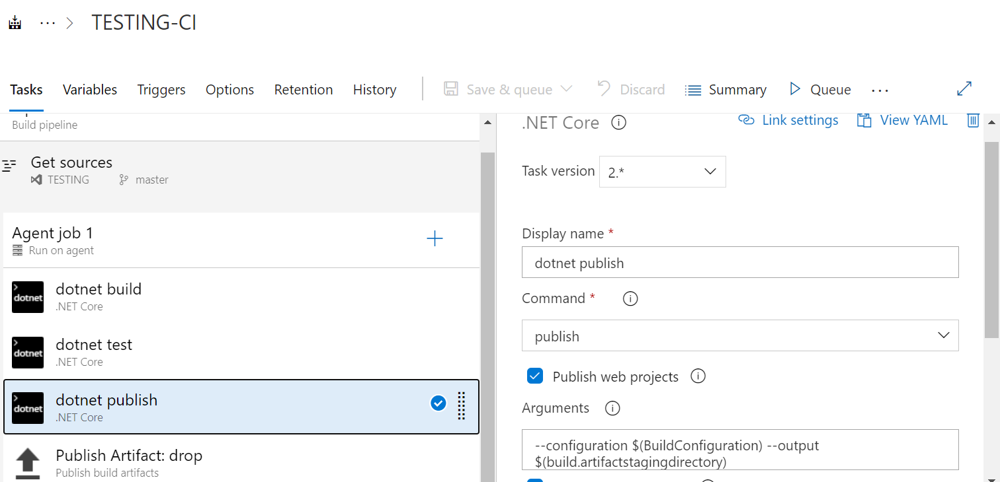 TESTING-CI
Tasks Variables Triggers Options Retention History Save & queue Discard Summary Queue
Build pipeline
Get sources
TESTING master
Agent job 1
Run on agent
dotnet
dotnet build
.NET Core
dotnet
dotnet test
.NET Core
dotnet
dotnet publish
.NET Core
Publish Artifact: drop
Publish build artifacts
.NET Core
Link settings View YAML
Task version 2.*
Display name *
dotnet publish
Command *
publish
Publish web projects
Arguments
--configuration $(BuildConfiguration) --output
$(build.artifactstagingdirectory)